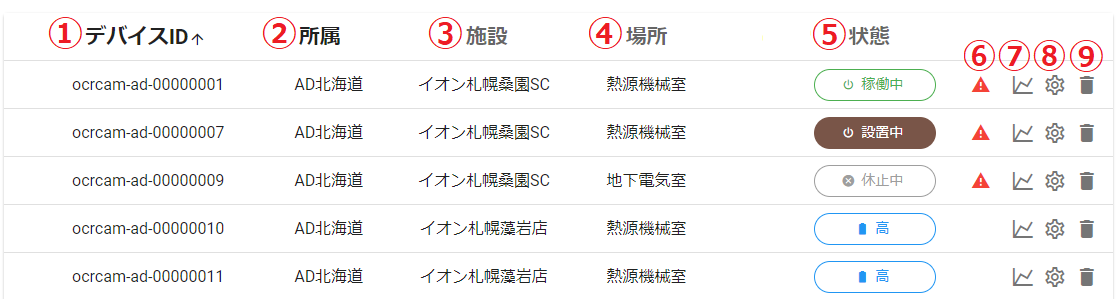 ① デバイスID↑ ② 所属 ③ 施設 ④ 場所 ⑤ 状態 ⑥ ⑦ ⑧ ⑨
ocrcam-ad-00000001 AD北海道 イオン札幌桑園SC 熱源機械室 稼働中
ocrcam-ad-00000007 AD北海道 イオン札幌桑園SC 熱源機械室 設置中
ocrcam-ad-00000009 AD北海道 イオン札幌桑園SC 地下電気室 休止中
ocrcam-ad-00000010 AD北海道 イオン札幌藻岩店 熱源機械室 高
ocrcam-ad-00000011 AD北海道 イオン札幌藻岩店 熱源機械室 高